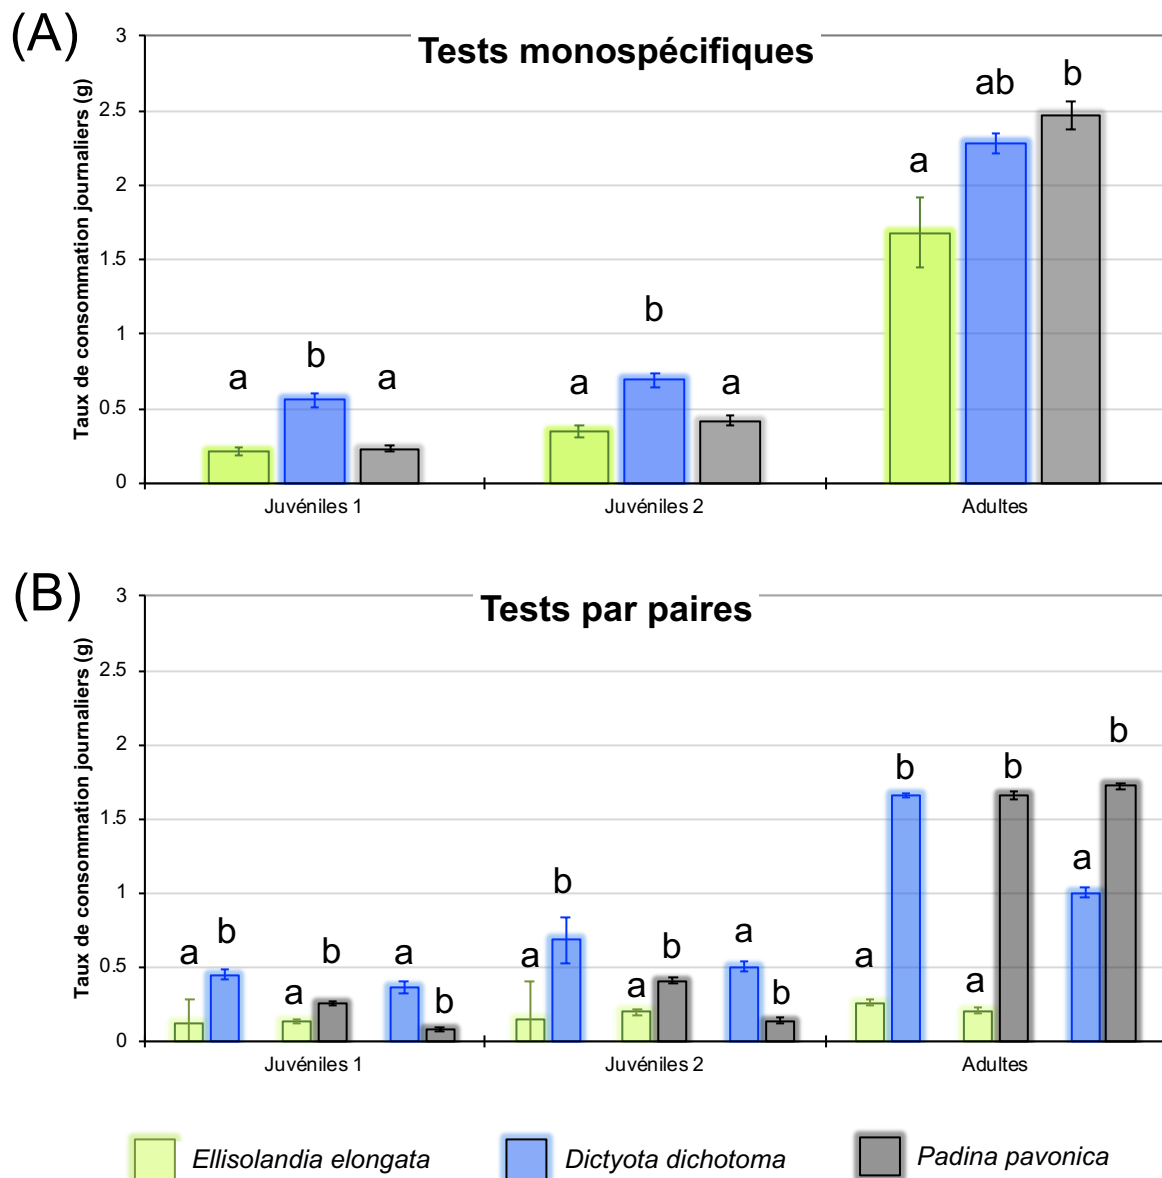 (A)
Tests monospécifiques
Taux de consommation journaliers (g)
3
2.5
2
1.5
1
0.5
0
a b a
a b a
a ab b
Juvéniles 1 Juvéniles 2 Adultes
(B)
Tests par paires
Taux de consommation journaliers (g)
3
2.5
2
1.5
1
0.5
0
a b a b a b
a b a b a b
a b a b a b
Juvéniles 1 Juvéniles 2 Adultes
Ellisolandia elongata Dictyota dichotoma Padina pavonica